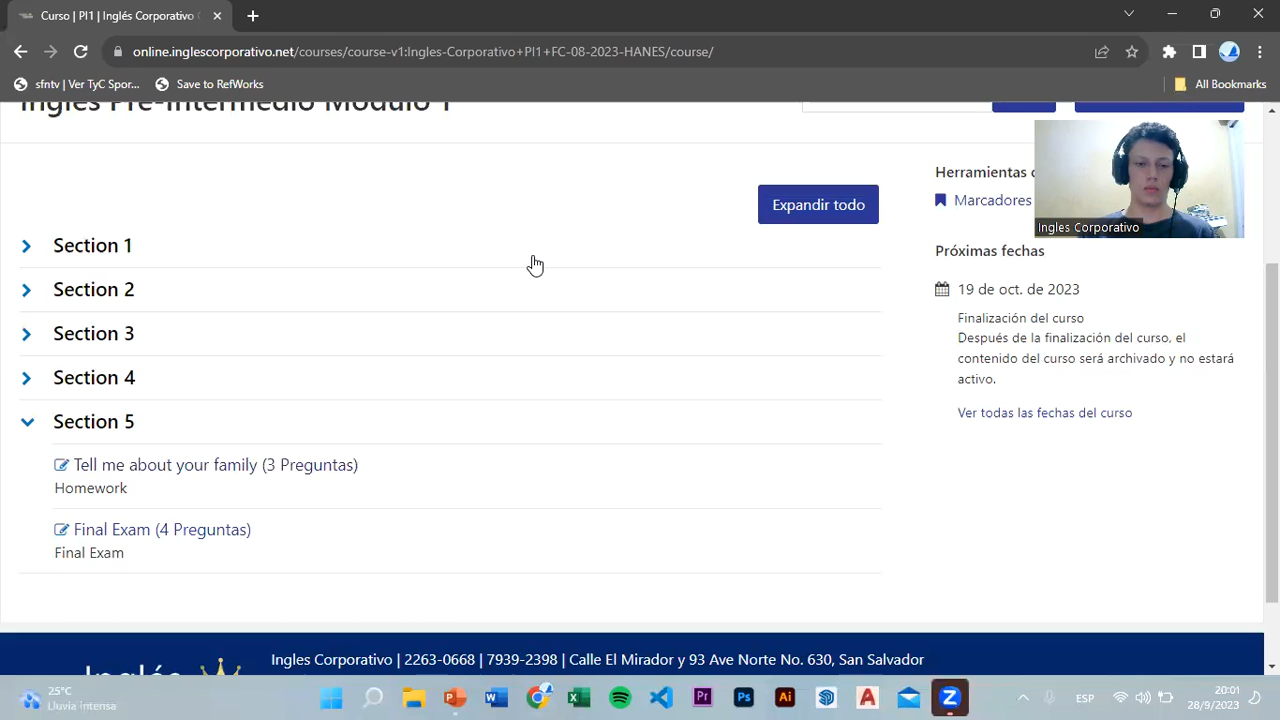 Curso | PI1 | Inglés Corporativo
online.inglescorporativo.net/courses/course-v1:Ingles-Corporativo+PI1+FC-08-2023-HANES/course/
sfntv | Ver TyC Spor...
Save to RefWorks
All Bookmarks
Inglés Pre-Intermedio Módulo 1
Herramientas
Expandir todo
Marcadores
Ingles Corporativo
Section 1
Próximas fechas
Section 2
19 de oct. de 2023
Finalización del curso
Section 3
Después de la finalización del curso, el
contenido del curso será archivado y no estará
Section 4
activo.
Ver todas las fechas del curso
Section 5
Tell me about your family (3 Preguntas)
Homework
Final Exam (4 Preguntas)
Final Exam
Inglés
Ingles Corporativo | 2263-0668 | 7939-2398 | Calle El Mirador y 93 Ave Norte No. 630, San Salvador
25°C
Lluvia intensa
ESP
20:01
28/9/2023